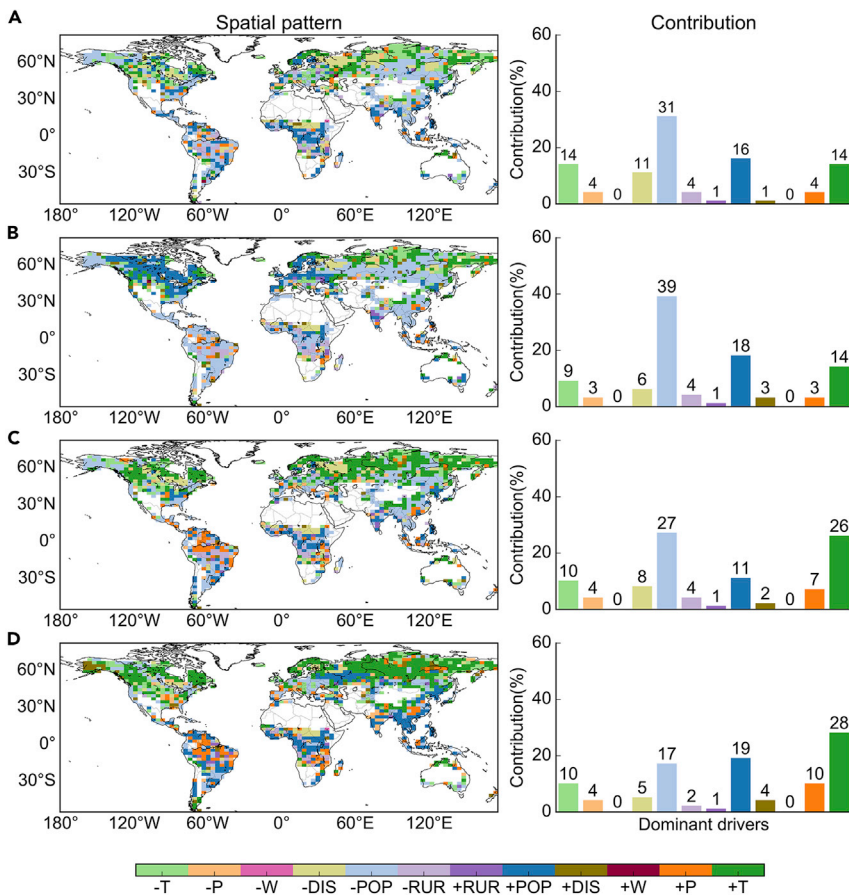 A
Spatial pattern
Contribution
60°N
30°N
0°
30°S
180°
120°W
60°W
0°
60°E
120°E
Contribution(%)
60
40
20
0
14
4
0
11
31
4
1
16
1
0
4
14
B
60°N
30°N
0°
30°S
180°
120°W
60°W
0°
60°E
120°E
Contribution(%)
60
40
20
0
9
3
0
6
39
4
1
18
3
0
3
14
C
60°N
30°N
0°
30°S
180°
120°W
60°W
0°
60°E
120°E
Contribution(%)
60
40
20
0
10
4
0
8
27
4
1
11
2
0
7
26
D
60°N
30°N
0°
30°S
180°
120°W
60°W
0°
60°E
120°E
Contribution(%)
60
40
20
0
10
4
0
5
17
2
1
19
4
0
10
28
Dominant drivers
-T -P -W -DIS -POP -RUR +RUR +POP +DIS +W +P +T